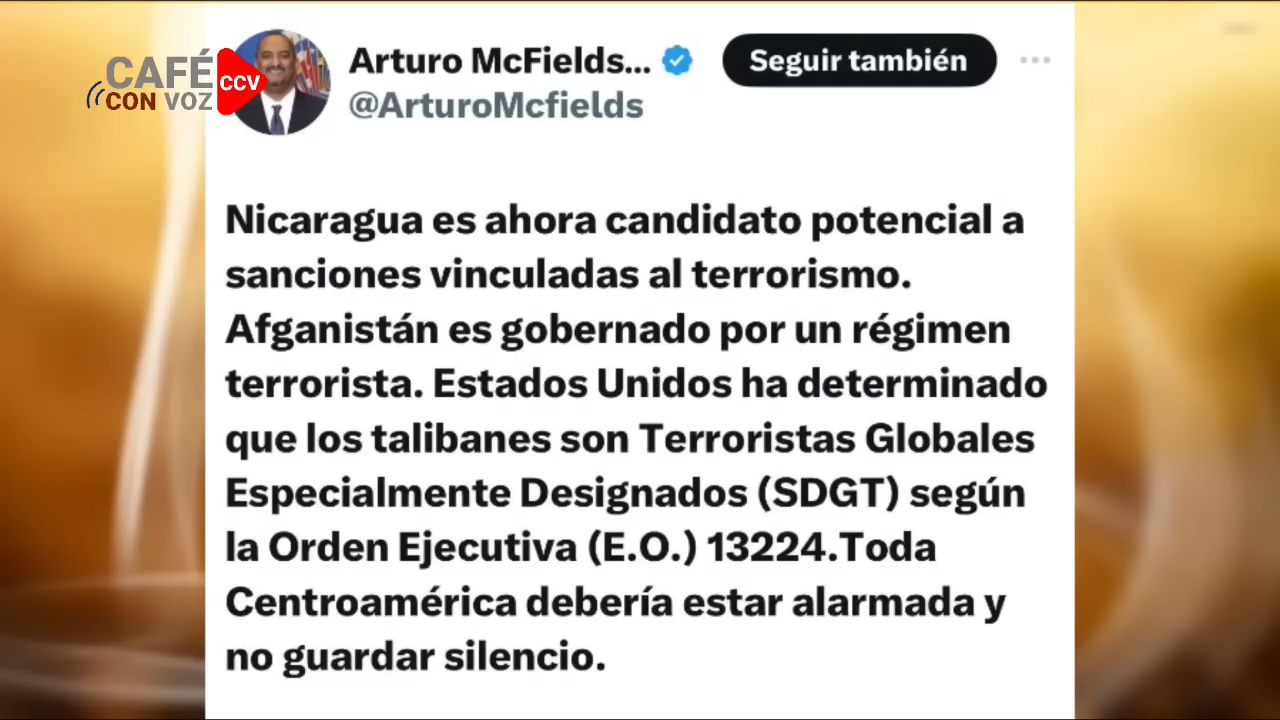 CAFÉ
CON VOZ
CCV
Arturo McFields...
Seguir también
@ArturoMcfields
Nicaragua es ahora candidato potencial a
sanciones vinculadas al terrorismo.
Afganistán es gobernado por un régimen
terrorista. Estados Unidos ha determinado
que los talibanes son Terroristas Globales
Especialmente Designados (SDGT) según
la Orden Ejecutiva (E.O.) 13224.Toda
Centroamérica debería estar alarmada y
no guardar silencio.